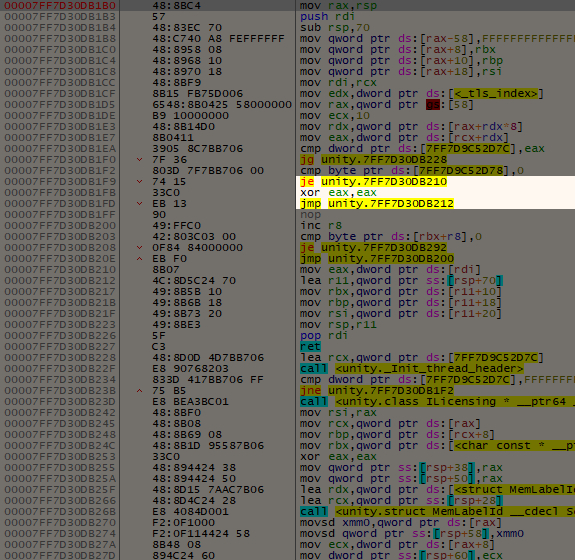 00007FF7D30DB1B0 48:8BC4 mov rax,rsp
00007FF7D30DB1B3 57 push rdi
00007FF7D30DB1B4 48:83EC 70 sub rsp,70
00007FF7D30DB1B8 48:C740 A8 FEFFFFFF mov qword ptr ds:[rax-58],FFFFFFFFFFFFF
00007FF7D30DB1C0 48:8958 08 mov qword ptr ds:[rax+8],rbx
00007FF7D30DB1C4 48:8968 10 mov qword ptr ds:[rax+10],rbp
00007FF7D30DB1C8 48:8970 18 mov qword ptr ds:[rax+18],rsi
00007FF7D30DB1CC 48:8BF9 mov rdi,rcx
00007FF7D30DB1CF 8B15 FB75D006 mov edx,dword ptr ds:[<_tls_index>]
00007FF7D30DB1D5 6548:8B0425 58000000 mov rax,qword ptr gs:[58]
00007FF7D30DB1DE B9 10000000 mov ecx,10
00007FF7D30DB1E3 48:8B14D0 mov rdx,qword ptr ds:[rax+rdx*8]
00007FF7D30DB1E7 8B0411 mov eax,dword ptr ds:[rcx+rdx]
00007FF7D30DB1EA 3905 8C7BB706 cmp dword ptr ds:[7FF7D9C52D7C],eax
00007FF7D30DB1F0 7F 36 jg unity.7FF7D30DB228
00007FF7D30DB1F2 803D 7F7BB706 00 cmp byte ptr ds:[7FF7D9C52D78],0
00007FF7D30DB1F9 74 15 je unity.7FF7D30DB210
00007FF7D30DB1FB 33C0 xor eax,eax
00007FF7D30DB1FD EB 13 jmp unity.7FF7D30DB212
00007FF7D30DB1FF 90 nop
00007FF7D30DB200 49:FFC0 inc r8
00007FF7D30DB203 42:803C03 00 cmp byte ptr ds:[rbx+r8],0
00007FF7D30DB208 0F84 84000000 je unity.7FF7D30DB292
00007FF7D30DB20E EB F0 jmp unity.7FF7D30DB200
00007FF7D30DB210 8B07 mov eax,dword ptr ds:[rdi]
00007FF7D30DB212 4C:8D5C24 70 lea r11,qword ptr ss:[rsp+70]
00007FF7D30DB217 49:8B5B 10 mov rbx,qword ptr ds:[r11+10]
00007FF7D30DB21B 49:8B6B 18 mov rbp,qword ptr ds:[r11+18]
00007FF7D30DB21F 49:8B73 20 mov rsi,qword ptr ds:[r11+20]
00007FF7D30DB223 49:8BE3 mov rsp,r11
00007FF7D30DB226 5F pop rdi
00007FF7D30DB227 C3 ret
00007FF7D30DB228 48:8D0D 4D7BB706 lea rcx,qword ptr ds:[7FF7D9C52D7C]
00007FF7D30DB22F E8 90768203 call <unity._Init_thread_header>
00007FF7D30DB234 833D 417BB706 FF cmp dword ptr ds:[7FF7D9C52D7C],FFFFFFF
00007FF7D30DB23B 75 B5 jne unity.7FF7D30DB1F2
00007FF7D30DB23D E8 BEA3BC01 call <unity.class ILicensing * __ptr64 _
00007FF7D30DB242 48:8BF0 mov rsi,rax
00007FF7D30DB245 48:8B08 mov rcx,qword ptr ds:[rax]
00007FF7D30DB248 48:8B69 08 mov rbp,qword ptr ds:[rcx+8]
00007FF7D30DB24C 48:8B1D 95587B06 mov rbx,qword ptr ds:[<char const * __pt
00007FF7D30DB253 33C0 xor eax,eax
00007FF7D30DB255 48:894424 38 mov qword ptr ss:[rsp+38],rax
00007FF7D30DB25A 48:894424 50 mov qword ptr ss:[rsp+50],rax
00007FF7D30DB25F 48:8D15 7AAC7B06 lea rdx,qword ptr ds:[<struct MemLabelId
00007FF7D30DB266 48:8D4C24 28 lea rcx,qword ptr ss:[rsp+28]
00007FF7D30DB26B E8 4084D001 call <unity.struct MemLabelId __cdecl Se
00007FF7D30DB270 F2:0F1000 movsd xmm0,qword ptr ds:[rax]
00007FF7D30DB274 F2:0F114424 58 movsd qword ptr ss:[rsp+58],xmm0
00007FF7D30DB27A 8B48 08 mov ecx,dword ptr ds:[rax+8]
00007FF7D30DB27D 894C24 60 mov dword ptr ss:[rsp+60],ecx